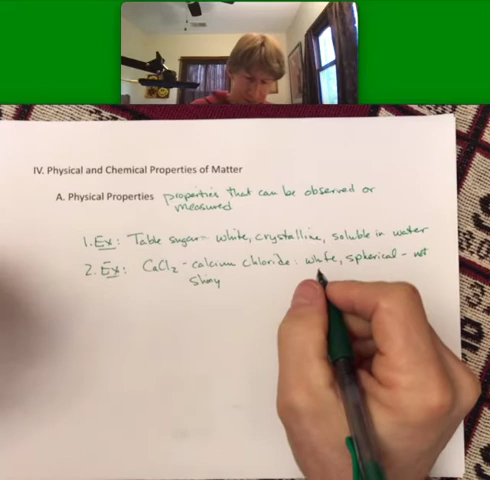 IV. Physical and Chemical Properties of Matter
A. Physical Properties properties that can be observed or
measured
1. Ex: Table sugar - white, crystalline, soluble in water
2. Ex: CaCl2 - calcium chloride: white, spherical - not
shiny